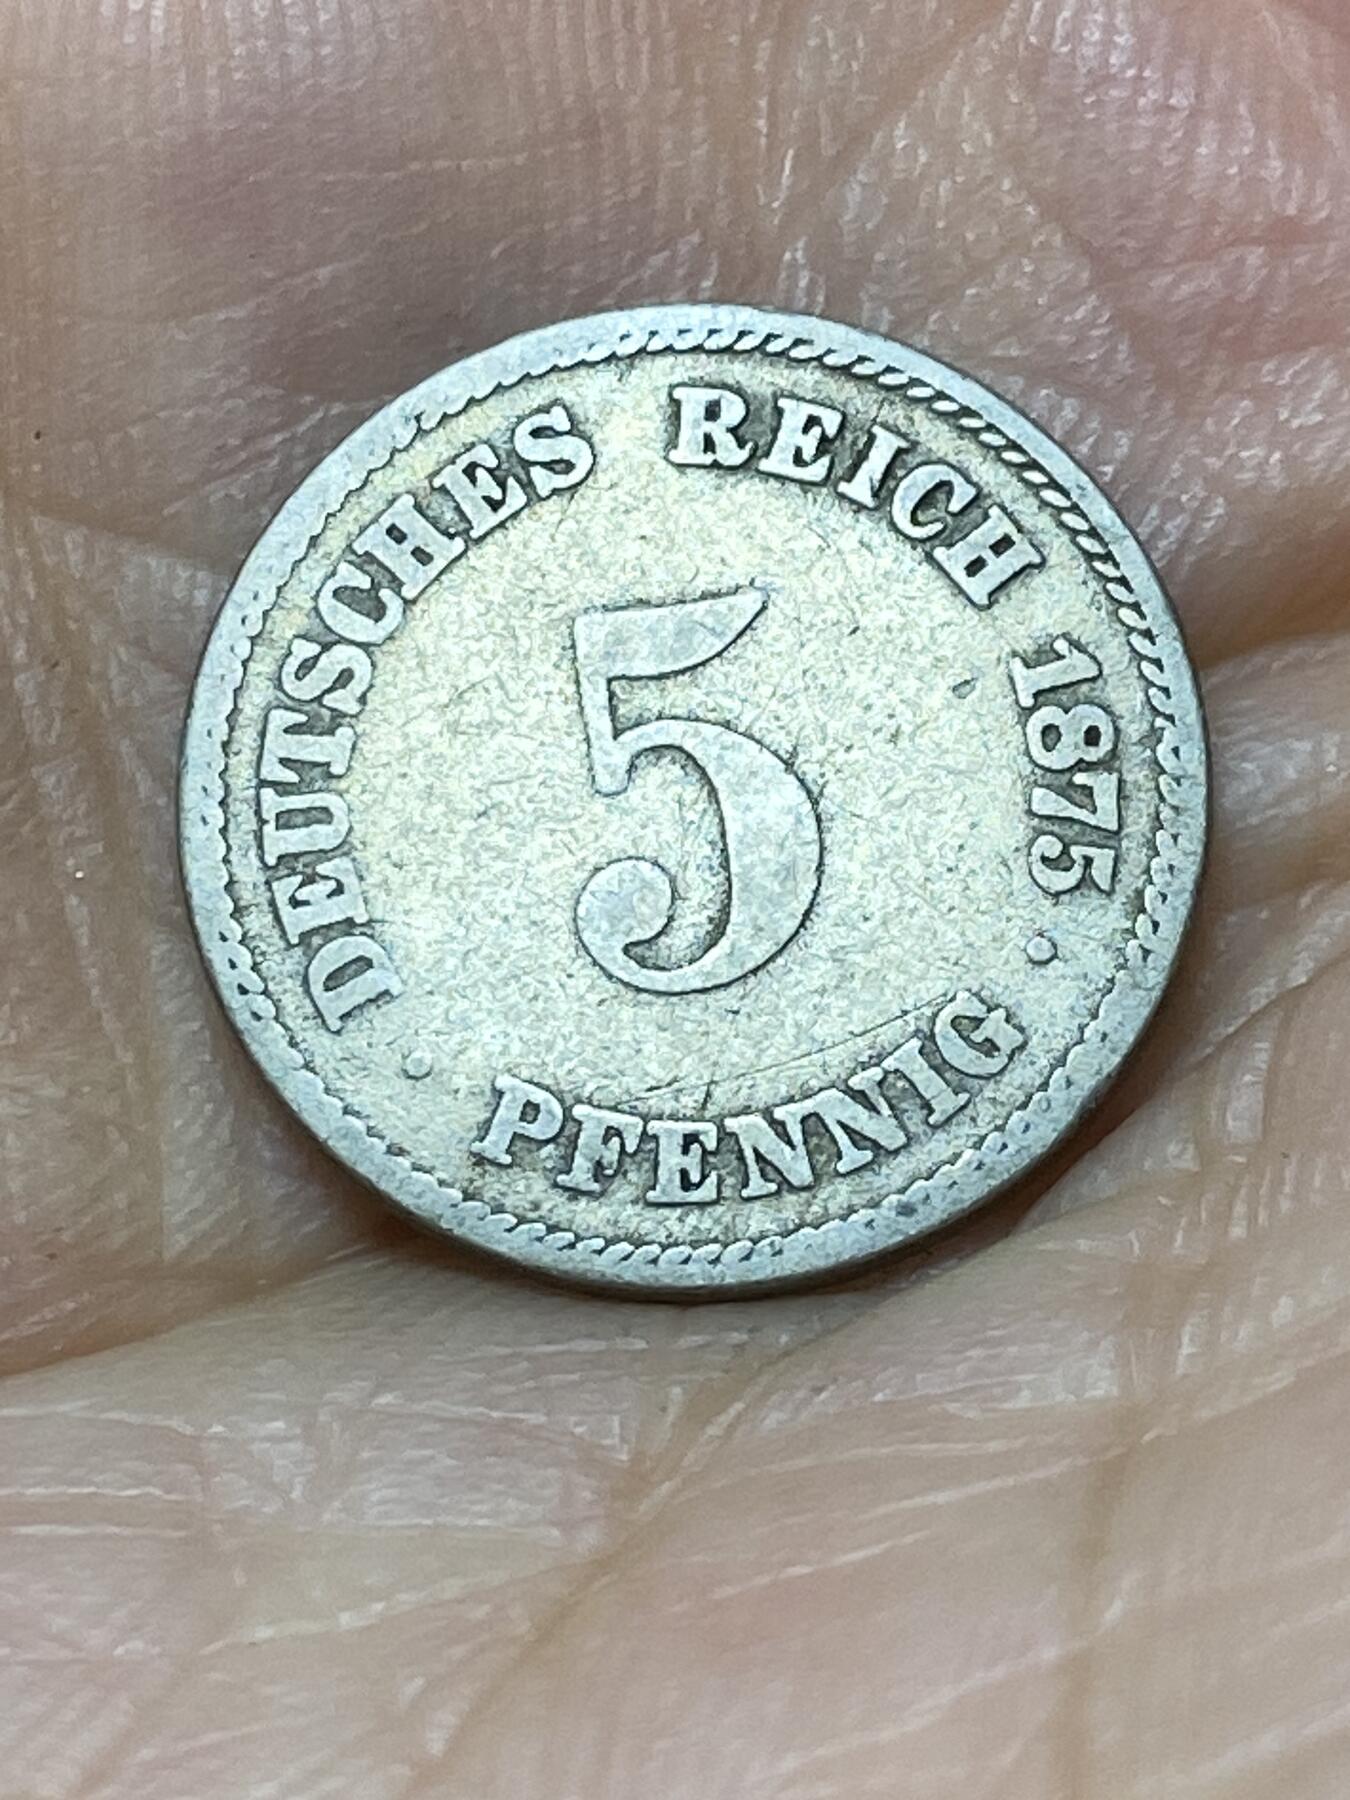 DEUTSCHES REICH 1875
5
· PFENNIG ·